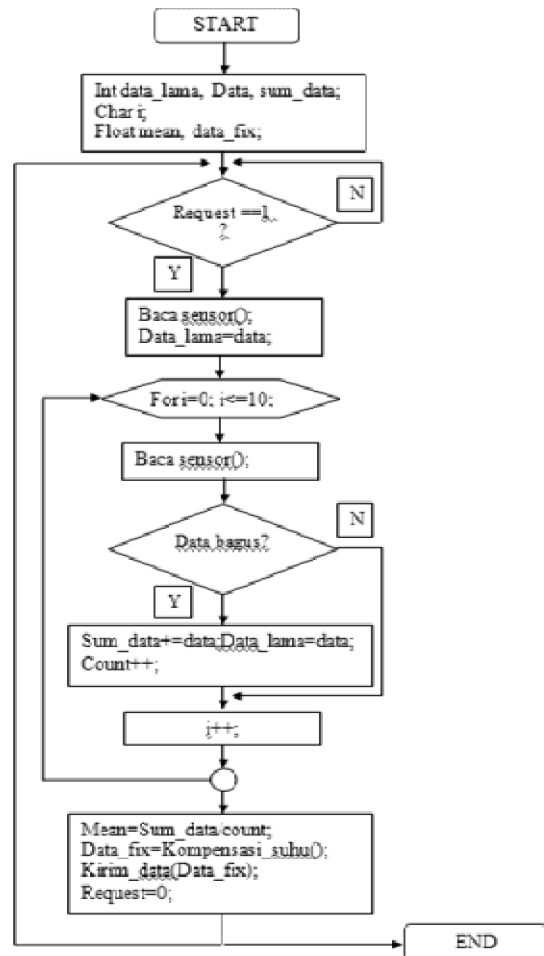 START
Int data_lama, Data, sum_data;
Char i;
Float mean, data_fix;
N
Request ==1
?
Y
Baca sensor();
Data_lama=data;
For i=0; i<=10;
Baca sensor();
N
Data bagus?
Y
Sum_data+=data;Data_lama=data;
Count++;
i++;
Mean=Sum_data/count;
Data_fix=Kompensasi_suhu();
Kirim_data(Data_fix);
Request=0;
END